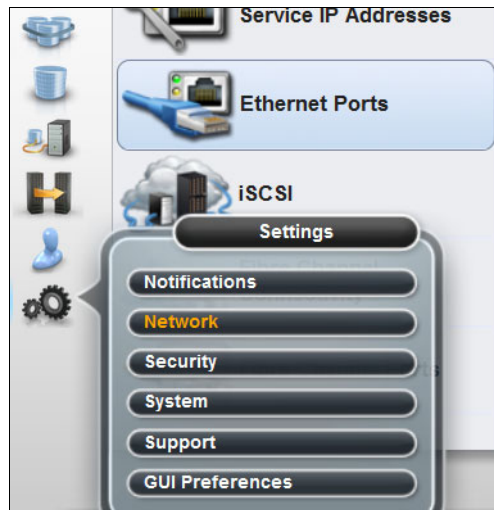 Service IP Addresses
Ethernet Ports
iSCSI
Settings
Notifications
Network
Security
System
Support
GUI Preferences